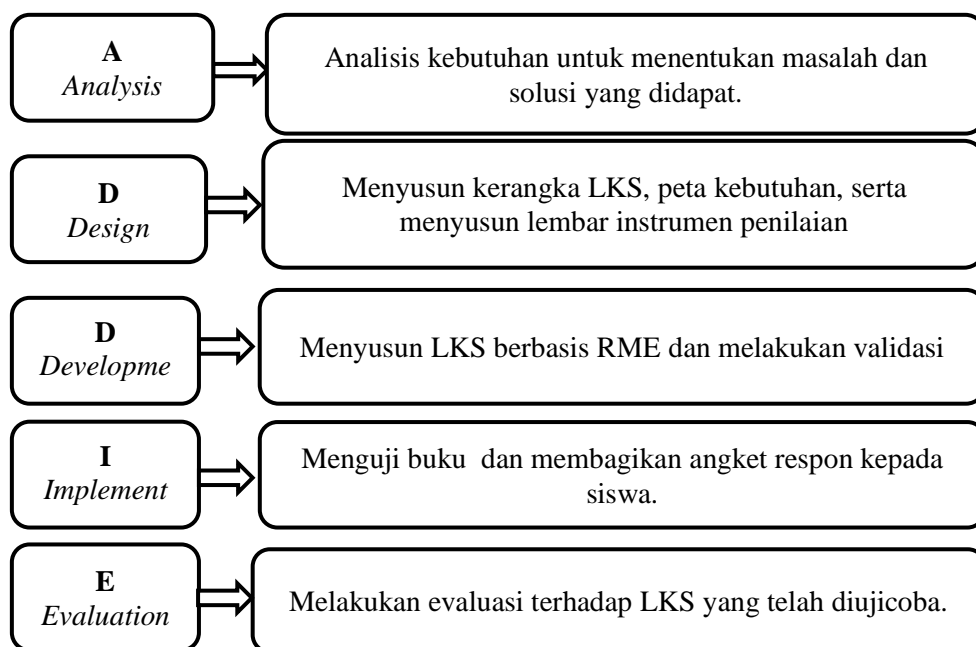 A
Analysis
Analisis kebutuhan untuk menentukan masalah dan
solusi yang didapat.
D
Design
Menyusun kerangka LKS, peta kebutuhan, serta
menyusun lembar instrumen penilaian
D
Developme
Menyusun LKS berbasis RME dan melakukan validasi
I
Implement
Menguji buku dan membagikan angket respon kepada
siswa.
E
Evaluation
Melakukan evaluasi terhadap LKS yang telah diujicoba.